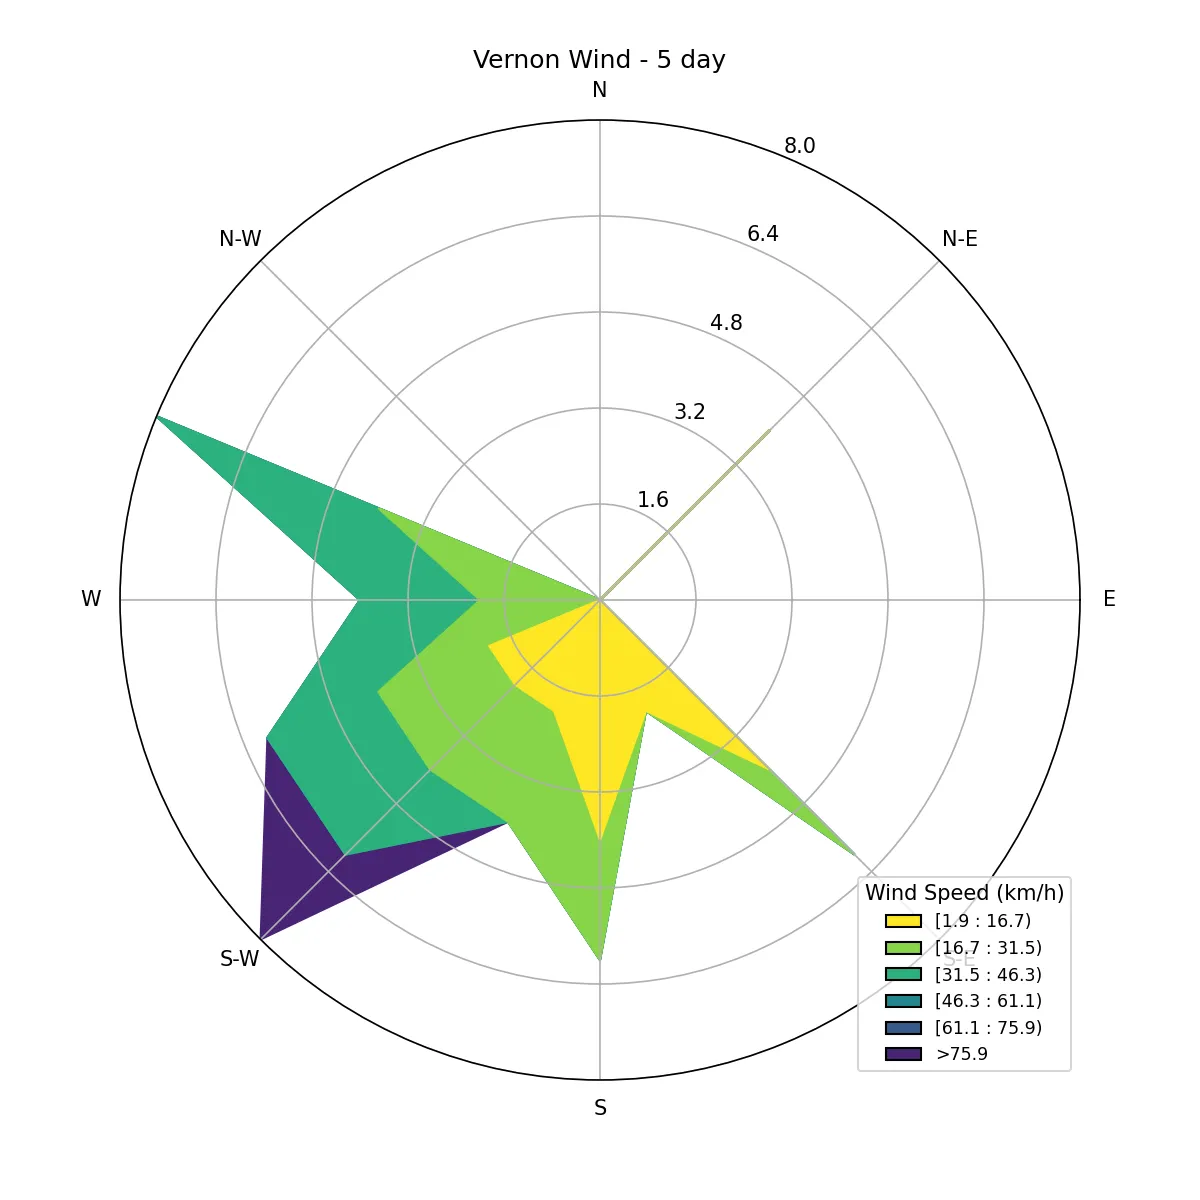 Vernon Wind - 5 day
N
8.0
N-W
6.4
N-E
4.8
3.2
1.6
W
E
S-W
S-E
S
Wind Speed (km/h)
[1.9 : 16.7)
[16.7 : 31.5)
[31.5 : 46.3)
[46.3 : 61.1)
[61.1 : 75.9)
>75.9